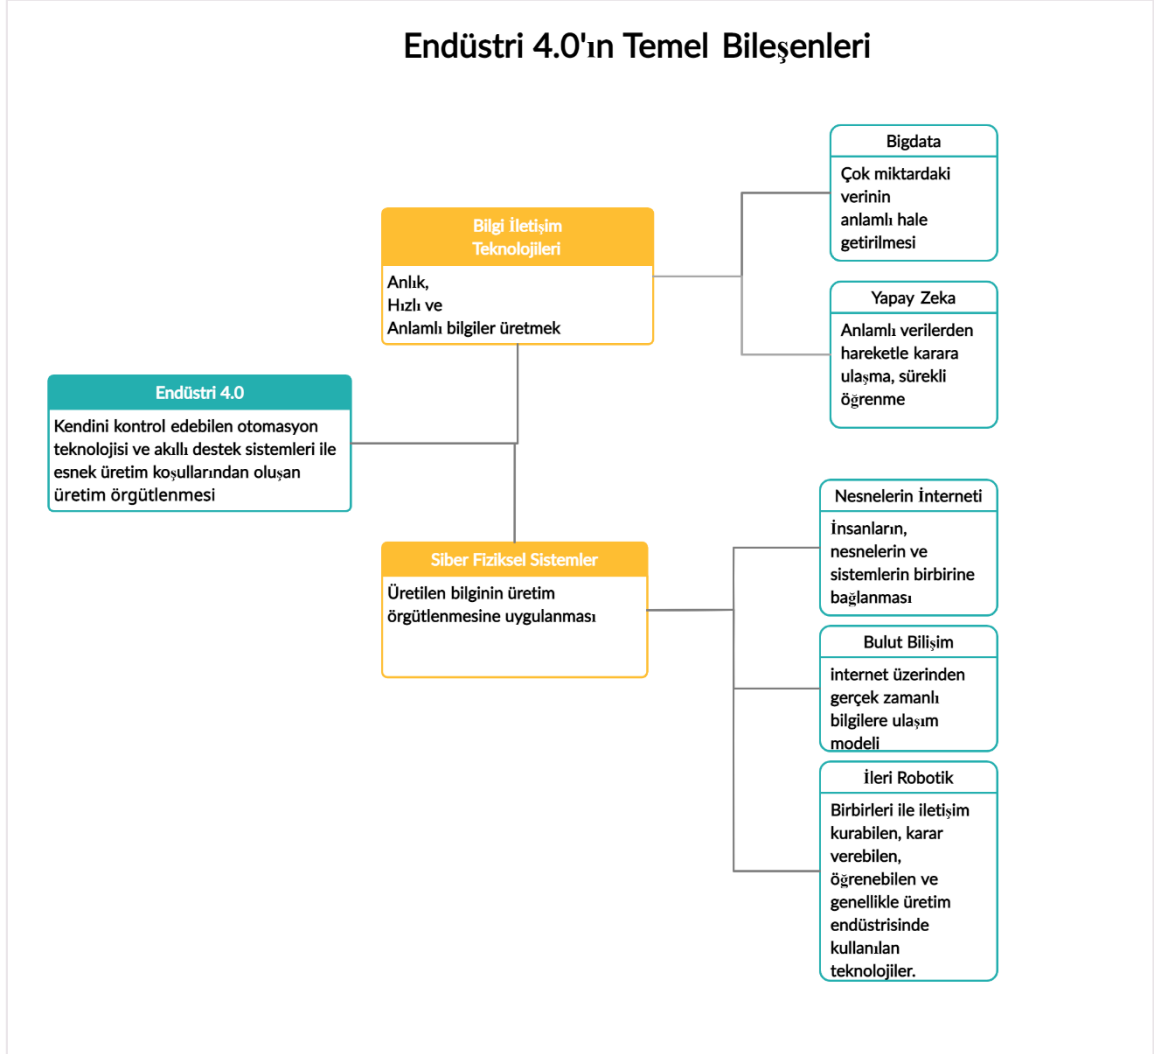 Endüstri 4.0'ın Temel Bileşenleri
Endüstri 4.0
Kendini kontrol edebilen otomasyon
teknolojisi ve akıllı destek sistemleri ile
esnek üretim koşullarından oluşan
üretim örgütlenmesi
Bilgi İletişim
Teknolojileri
Anlık,
Hızlı ve
Anlamlı bilgiler üretmek
Bigdata
Çok miktardaki
verinin
anlamlı hale
getirilmesi
Yapay Zeka
Anlamlı verilerden
hareketle karara
ulaşma, sürekli
öğrenme
Siber Fiziksel Sistemler
Üretilen bilginin üretim
örgütlenmesine uygulanması
Nesnelerin İnterneti
İnsanların,
nesnelerin ve
sistemlerin birbirine
bağlanması
Bulut Bilişim
internet üzerinden
gerçek zamanlı
bilgilere ulaşım
modeli
İleri Robotik
Birbirleri ile iletişim
kurabilen, karar
verebilen,
öğrenebilen ve
genellikle üretim
endüstrisinde
kullanılan
teknolojiler.